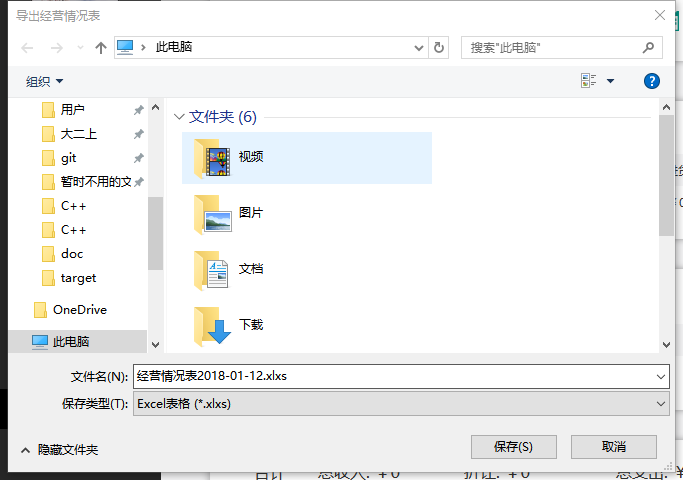 导出经营情况表
此电脑
搜索"此电脑"
组织
用户
大二上
git
暂时不用的文
C++
C++
doc
target
OneDrive
此电脑
文件夹 (6)
视频
图片
文档
下载
文件名(N): 经营情况表2018-01-12.xlxs
保存类型(T): Excel表格 (*.xlxs)
隐藏文件夹
保存(S)
取消